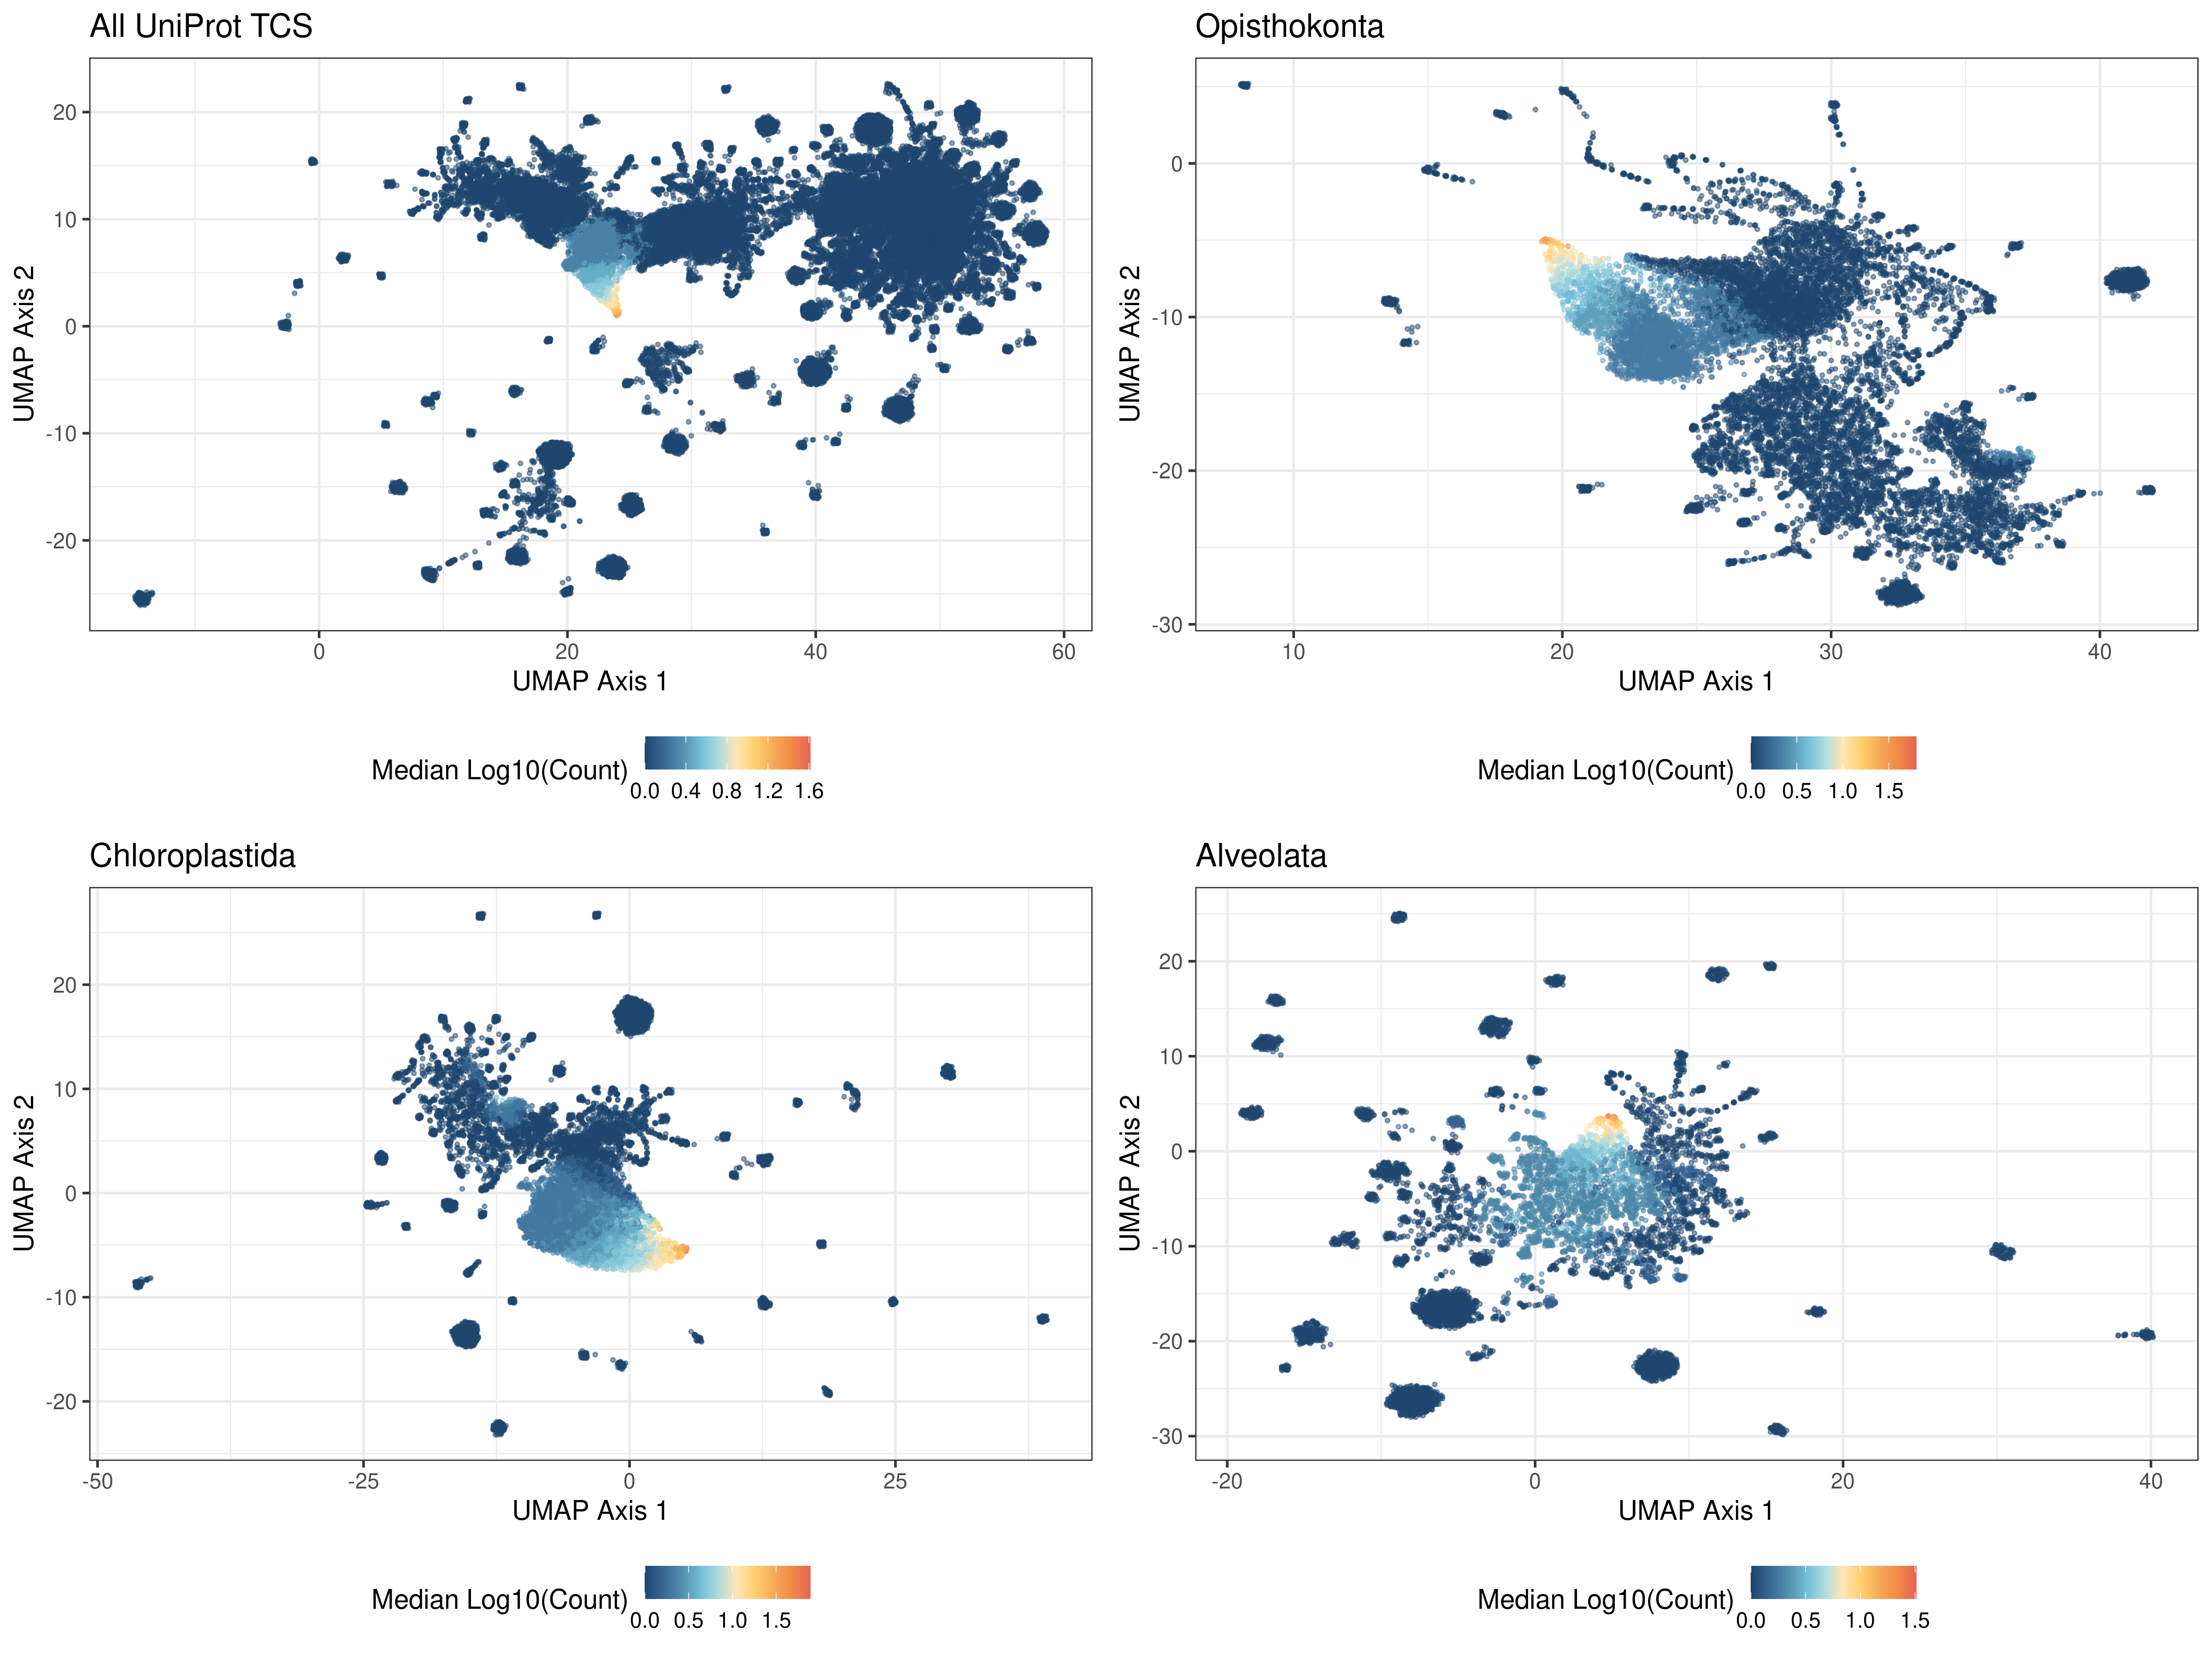 All UniProt TCS
UMAP Axis 2
20
10
0
-10
-20
0 20 40 60
UMAP Axis 1
Median Log10(Count)
0.0 0.4 0.8 1.2 1.6
Opisthokonta
UMAP Axis 2
0
-10
-20
-30
10 20 30 40
UMAP Axis 1
Median Log10(Count)
0.0 0.5 1.0 1.5
Chloroplastida
UMAP Axis 2
20
10
0
-10
-20
-50 -25 0 25
UMAP Axis 1
Median Log10(Count)
0.0 0.5 1.0 1.5
Alveolata
UMAP Axis 2
20
10
0
-10
-20
-30
-20 0 20 40
UMAP Axis 1
Median Log10(Count)
0.0 0.5 1.0 1.5